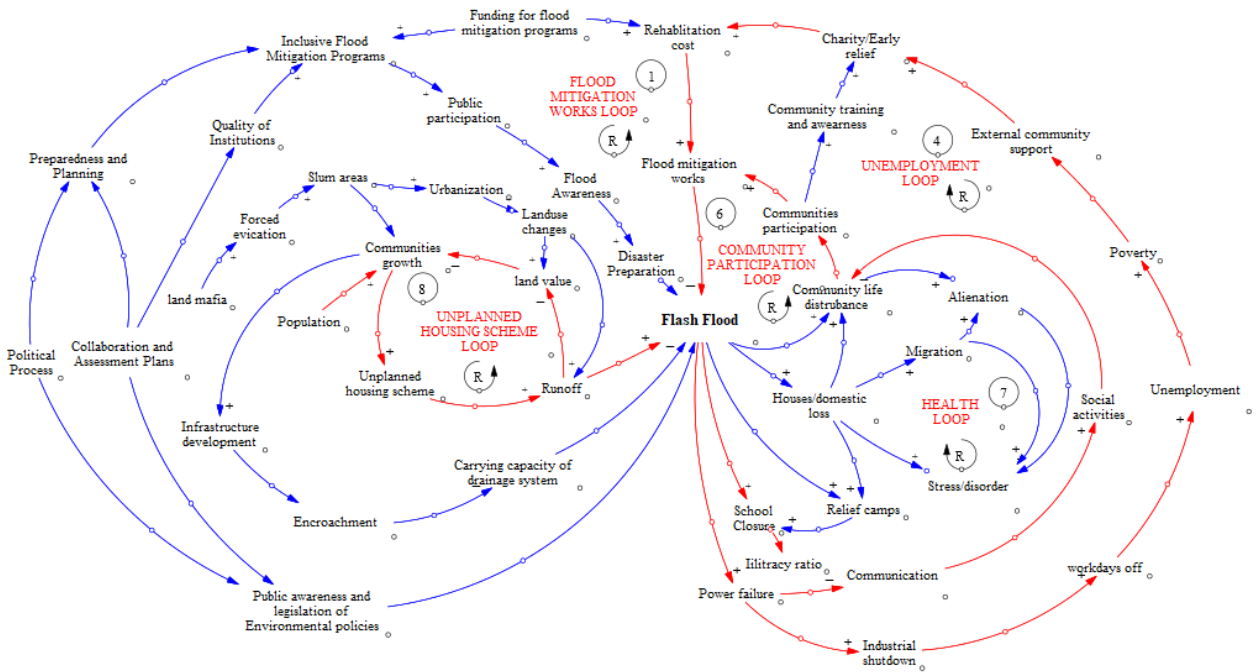 Funding for flood
mitigation programs
Inclusive Flood
Mitigation Programs
Rehablitation
cost
Charity/Early
relief
FLOOD
MITIGATION
WORKS LOOP
1
R
Public
participation
Community training
and awearness
4
UNEMPLOYMENT
LOOP
R
External community
support
Quality of
Institutions
Preparedness and
Planning
Flood mitigation
works
Slum areas
Urbanization
Flood
Awareness
Landuse
changes
6
Communities
participation
COMMUNITY
PARTICIPATION
LOOP
R
Forced
evication
Communities
growth
Disaster
Preparation
Poverty
land mafia
8
land value
Community life
distrubance
Alienation
Population
UNPLANNED
HOUSING SCHEME
LOOP
R
Flash Flood
Political
Process
Collaboration and
Assessment Plans
Migration
Unplanned
housing scheme
Runoff
Houses/domestic
loss
HEALTH
LOOP
7
R
Social
activities
Unemployment
Infrastructure
development
Carrying capacity of
drainage system
Stress/disorder
Encroachment
School
Closure
Relief camps
Iilitracy ratio
Communication
workdays off
Power failure
Public awareness and
legislation of
Environmental policies
Industrial
shutdown